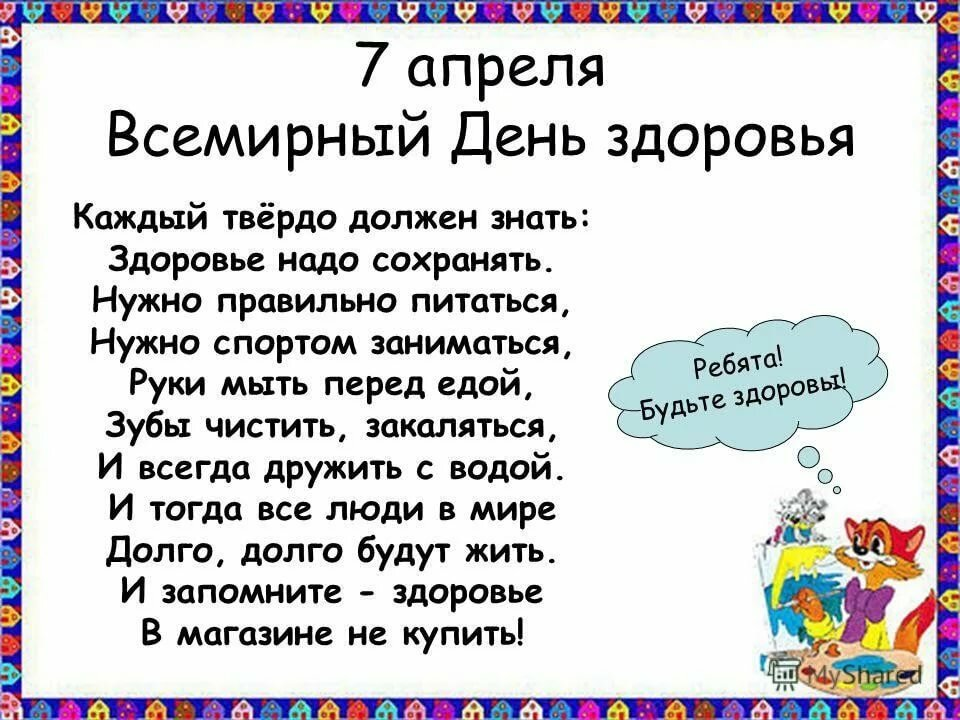 7 апреля
Всемирный День здоровья
Каждый твёрдо должен знать:
Здоровье надо сохранять.
Нужно правильно питаться,
Нужно спортом заниматься,
Руки мыть перед едой,
Зубы чистить, закаляться,
И всегда дружить с водой.
И тогда все люди в мире
Долго, долго будут жить.
И запомните - здоровье
В магазине не купить!
Ребята!
Будьте здоровы!
MyShared